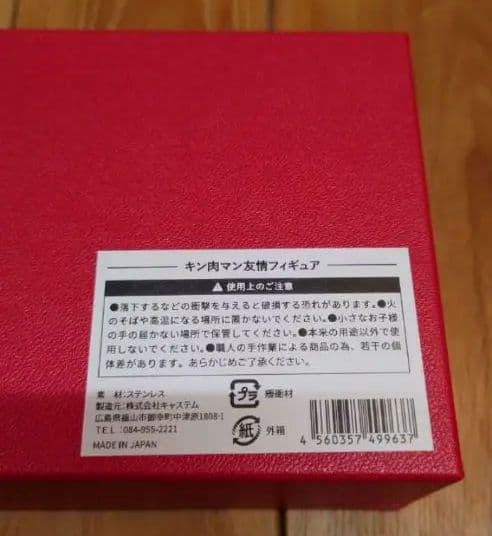 キン肉マン友情フィギュア
⚠ 使用上のご注意
●落下するなどの衝撃を与えると破損する恐れがあります。●火
のそばや高温になる場所に置かないでください。●小さなお子様
の手の届かない場所で保管してください。●本来の用途以外で使
用しないでください。●職人の手作業による商品の為、若干の個
体差があります。あらかじめご了承ください。
素 材:ステンレス
製造元:株式会社キャステム
広島県福山市御幸町中津原1808-1
TEL:084-955-2221
MADE IN JAPAN
プラ 緩衝材
紙 外箱
4 560357 499637